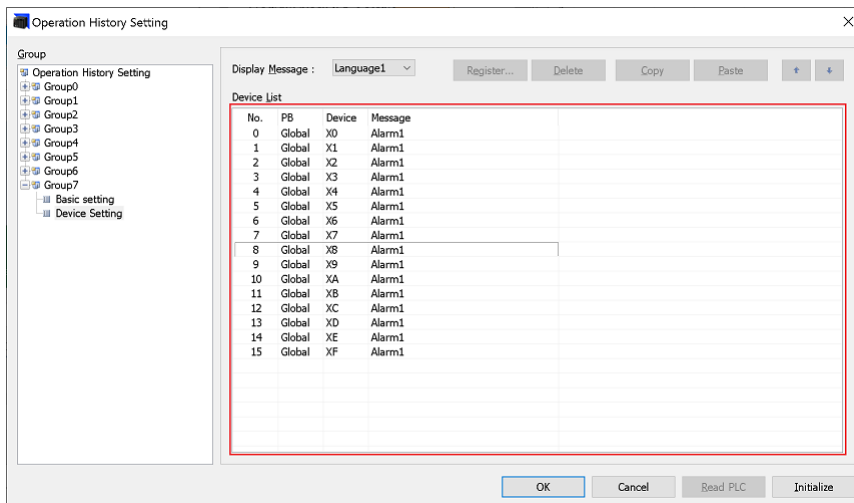 Operation History Setting
Group
Operation History Setting
Group0
Group1
Group2
Group3
Group4
Group5
Group6
Group7
Basic setting
Device Setting
Display Message : Language1 Register... Delete Copy Paste
Device List
No. PB Device Message
0 Global X0 Alarm1
1 Global X1 Alarm1
2 Global X2 Alarm1
3 Global X3 Alarm1
4 Global X4 Alarm1
5 Global X5 Alarm1
6 Global X6 Alarm1
7 Global X7 Alarm1
8 Global X8 Alarm1
9 Global X9 Alarm1
10 Global XA Alarm1
11 Global XB Alarm1
12 Global XC Alarm1
13 Global XD Alarm1
14 Global XE Alarm1
15 Global XF Alarm1
OK Cancel Read PLC Initialize